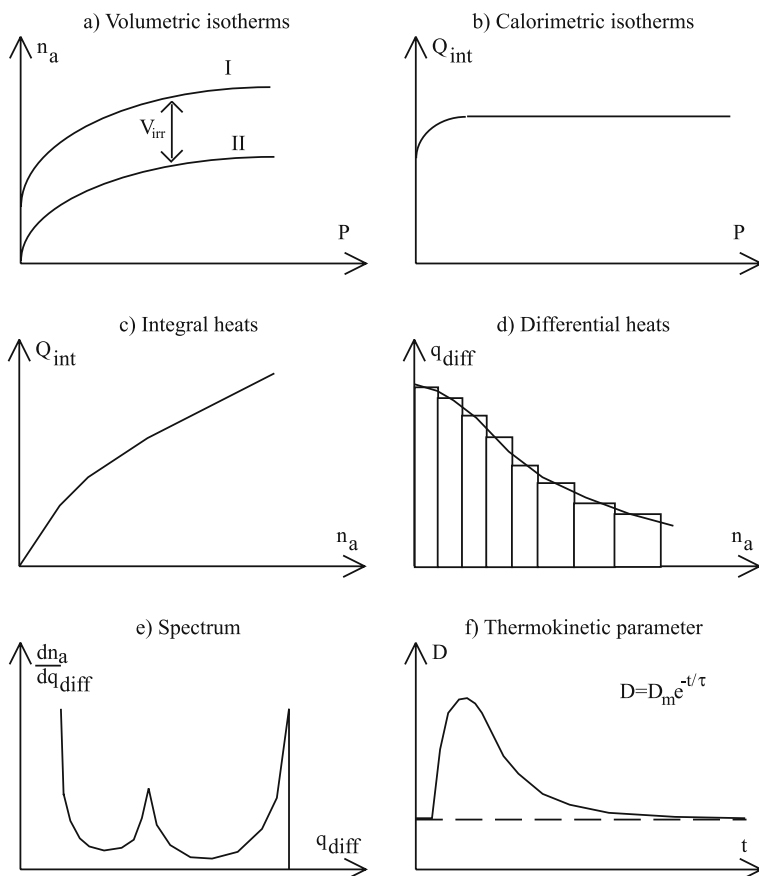 a) Volumetric isotherms
n_a
I
V_irr
II
P
b) Calorimetric isotherms
Q_int
P
c) Integral heats
Q_int
n_a
d) Differential heats
q_diff
n_a
e) Spectrum
dn_a
dq_diff
q_diff
f) Thermokinetic parameter
D
D=D_m e^-t/τ
t